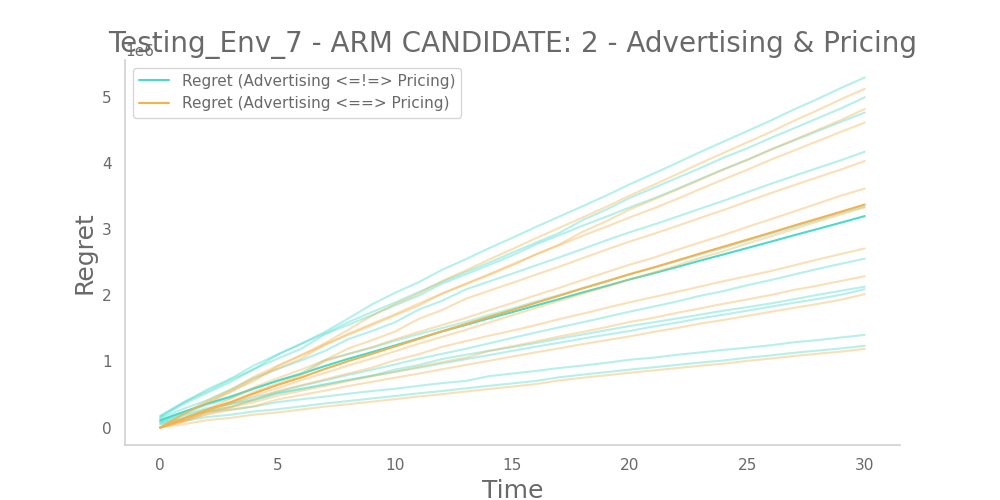 Testing_Env_7 - ARM CANDIDATE: 2 - Advertising & Pricing
1e6
Regret (Advertising <=!=> Pricing)
Regret (Advertising <==> Pricing)
5
4
3
2
1
0
Regret
0 5 10 15 20 25 30
Time